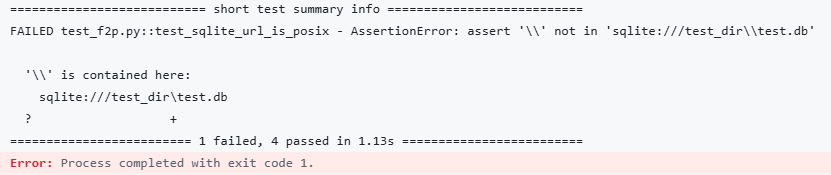 =========================== short test summary info ===========================
FAILED test_f2p.py::test_sqlite_url_is_posix - AssertionError: assert '\\' not in 'sqlite:///test_dir\\test.db'
'\\' is contained here:
sqlite:///test_dir\test.db
? +
========================= 1 failed, 4 passed in 1.13s =========================
Error: Process completed with exit code 1.